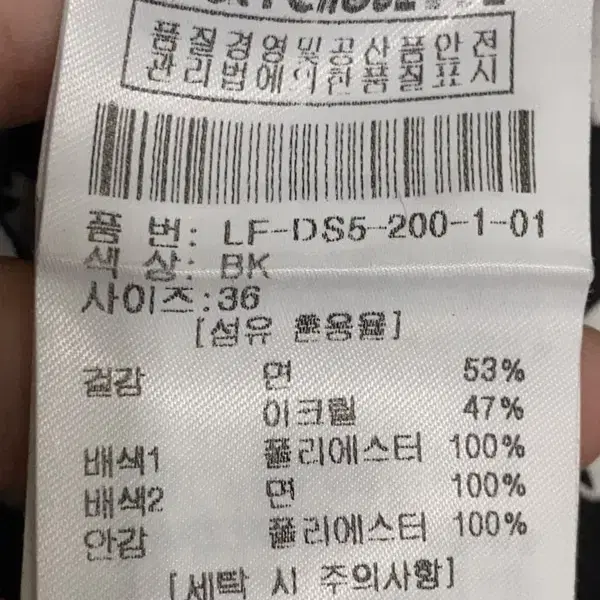 품질경영및공산품안전
관리법에의한품질표시
품 번: LF-DS5-200-1-01
색 상: BK
사이즈:36
[섬유 혼용율]
겉감 면 53%
아크릴 47%
배색1 폴리에스터 100%
배색2 면 100%
안감 폴리에스터 100%
[세탁 시 주의사항]